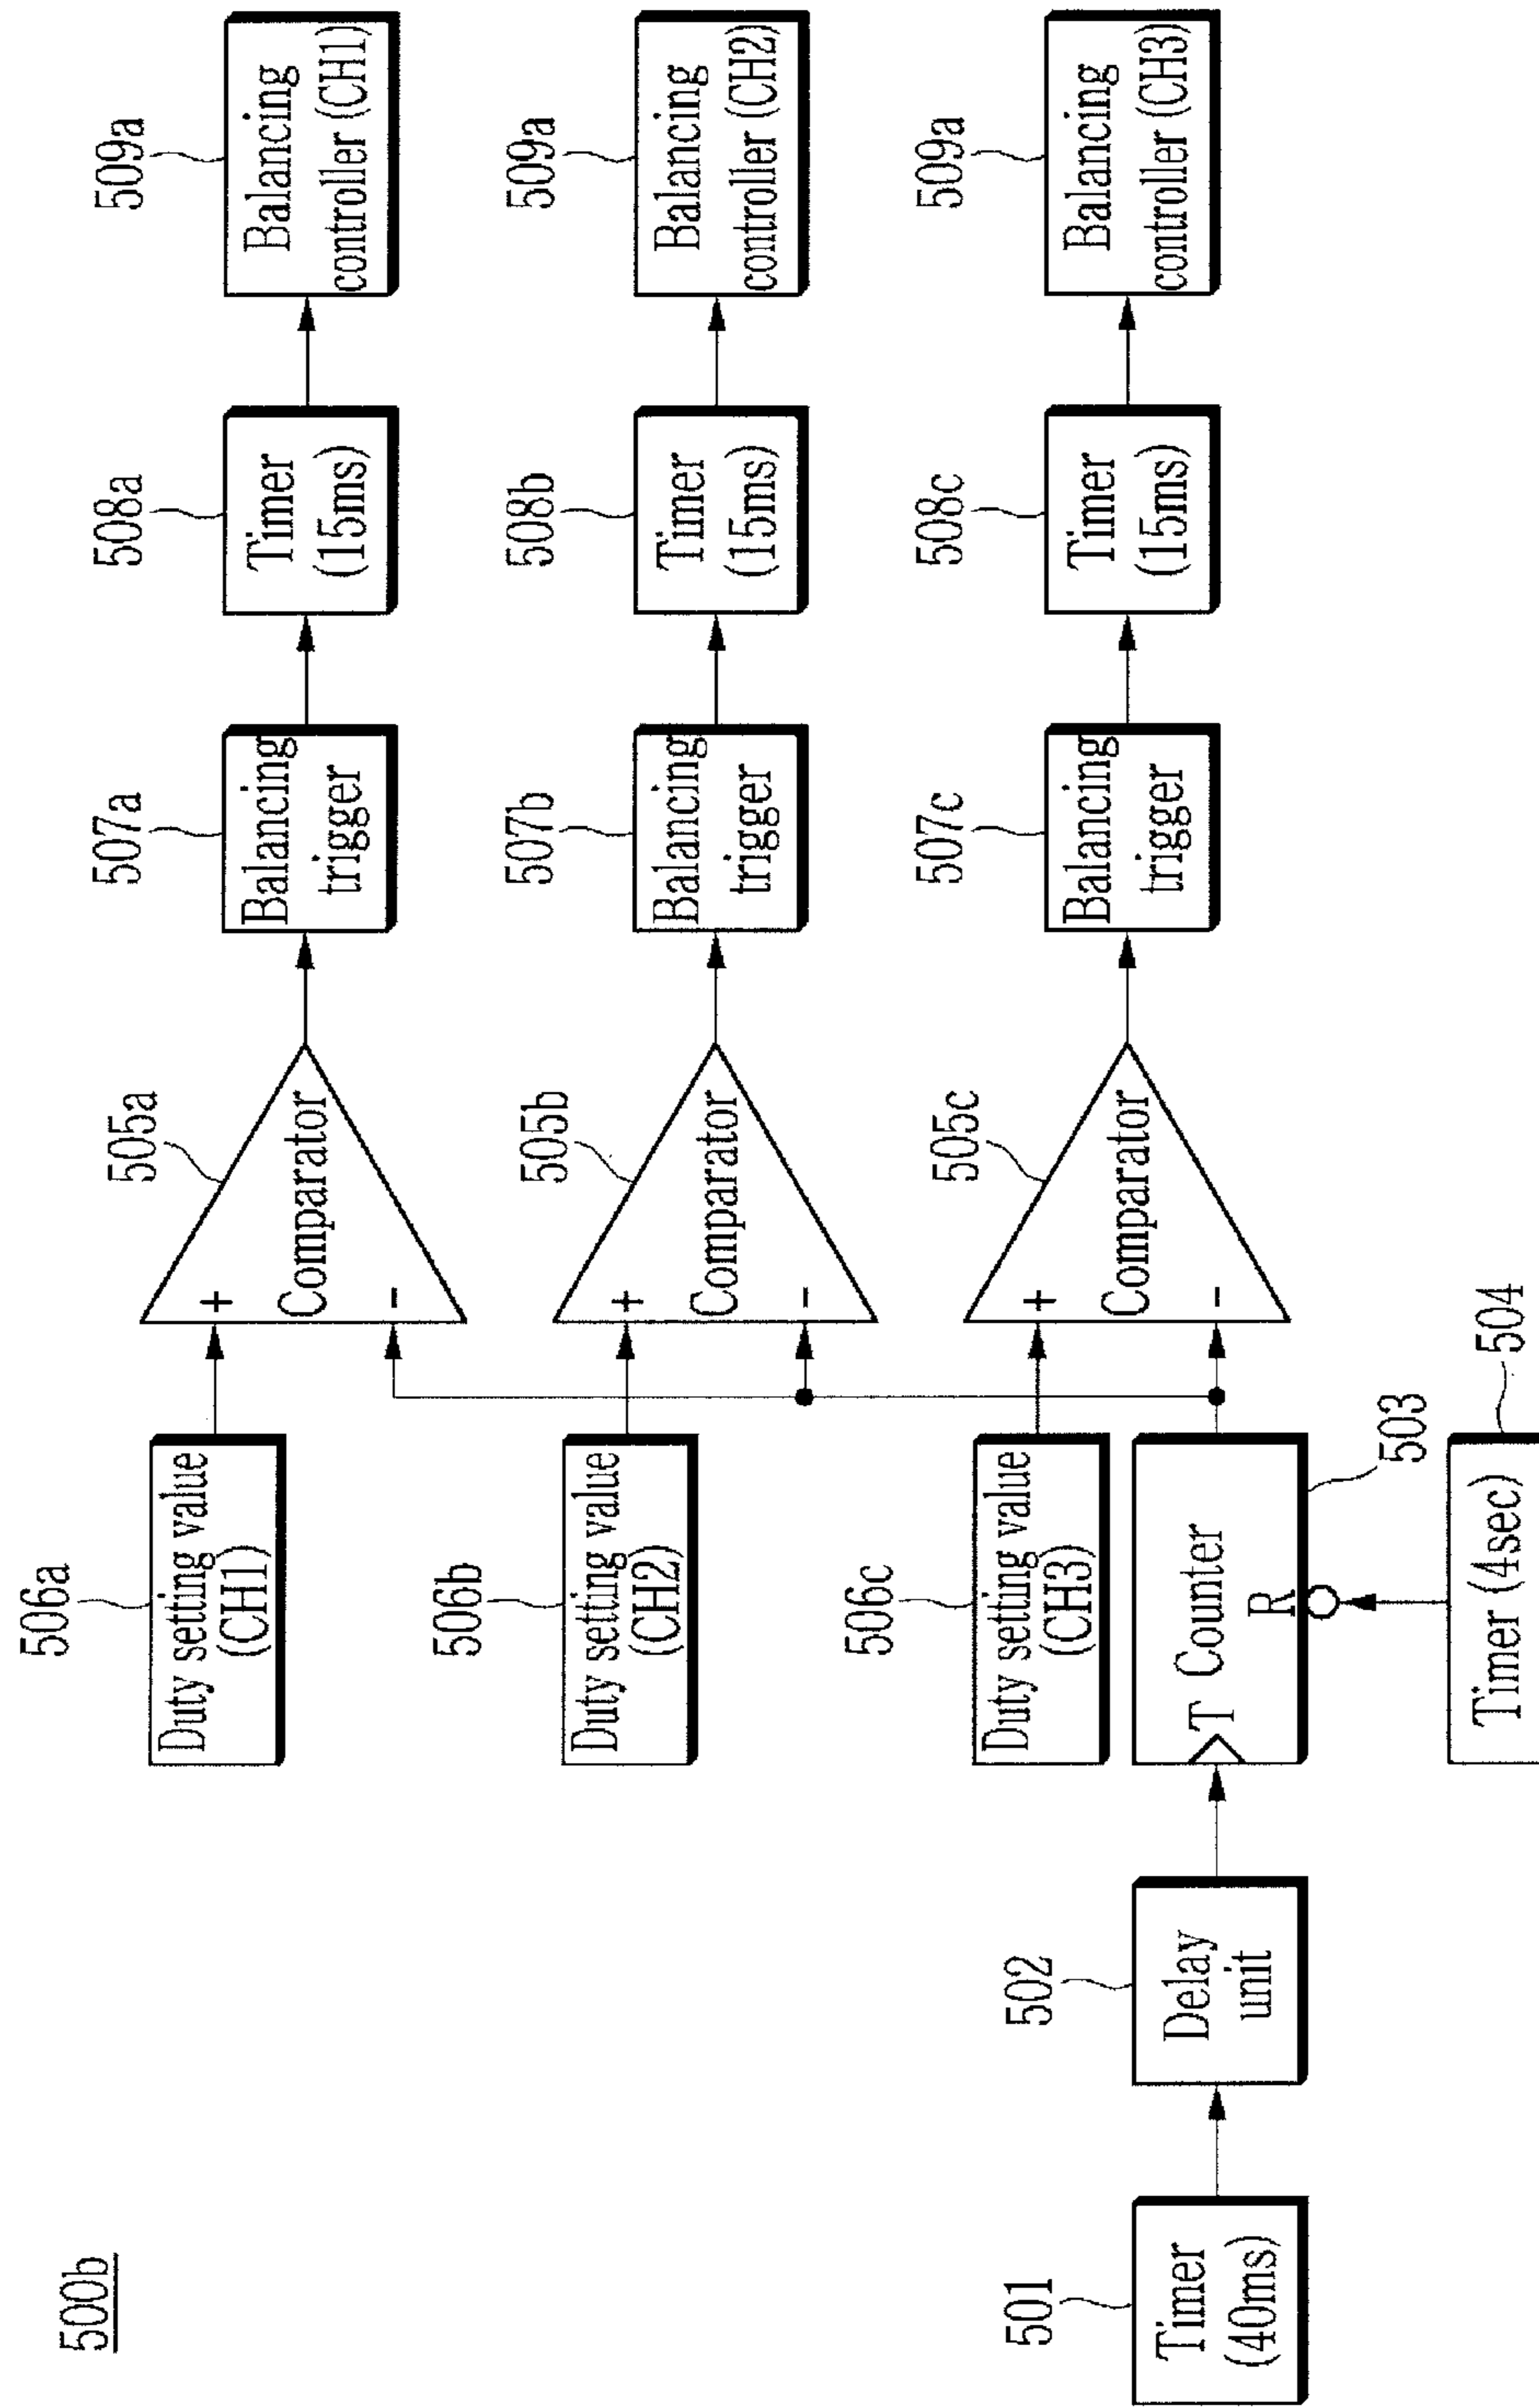 500b
501
Timer
(40ms)
502
Delay
unit
506a
Duty setting value
(CH1)
506b
Duty setting value
(CH2)
506c
Duty setting value
(CH3)
T Counter
R
503
Timer (4sec)
504
505a
+
Comparator
-
505b
+
Comparator
-
505c
+
Comparator
-
507a
Balancing
trigger
507b
Balancing
trigger
507c
Balancing
trigger
508a
Timer
(15ms)
508b
Timer
(15ms)
508c
Timer
(15ms)
509a
Balancing
controller (CH1)
509a
Balancing
controller (CH2)
509a
Balancing
controller (CH3)